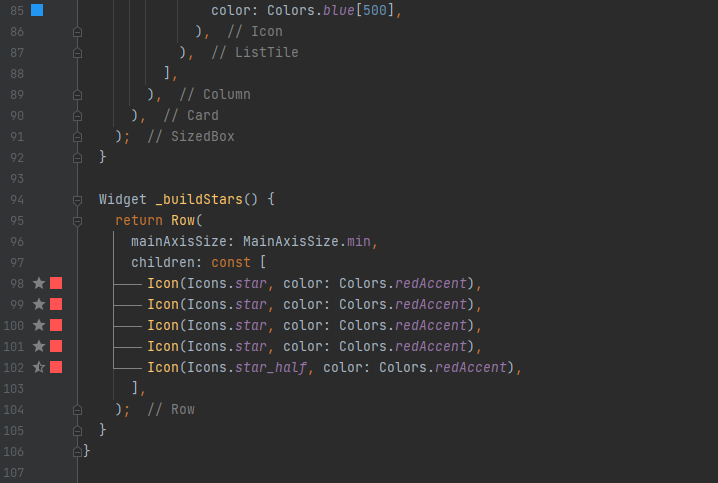 85 color: Colors.blue[500],
86 ), // Icon
87 ), // ListTile
88 ],
89 ), // Column
90 ), // Card
91 ); // SizedBox
92 }
93
94 Widget _buildStars() {
95 return Row(
96 mainAxisSize: MainAxisSize.min,
97 children: const [
98 Icon(Icons.star, color: Colors.redAccent),
99 Icon(Icons.star, color: Colors.redAccent),
100 Icon(Icons.star, color: Colors.redAccent),
101 Icon(Icons.star, color: Colors.redAccent),
102 Icon(Icons.star_half, color: Colors.redAccent),
103 ],
104 ); // Row
105 }
106 }
107